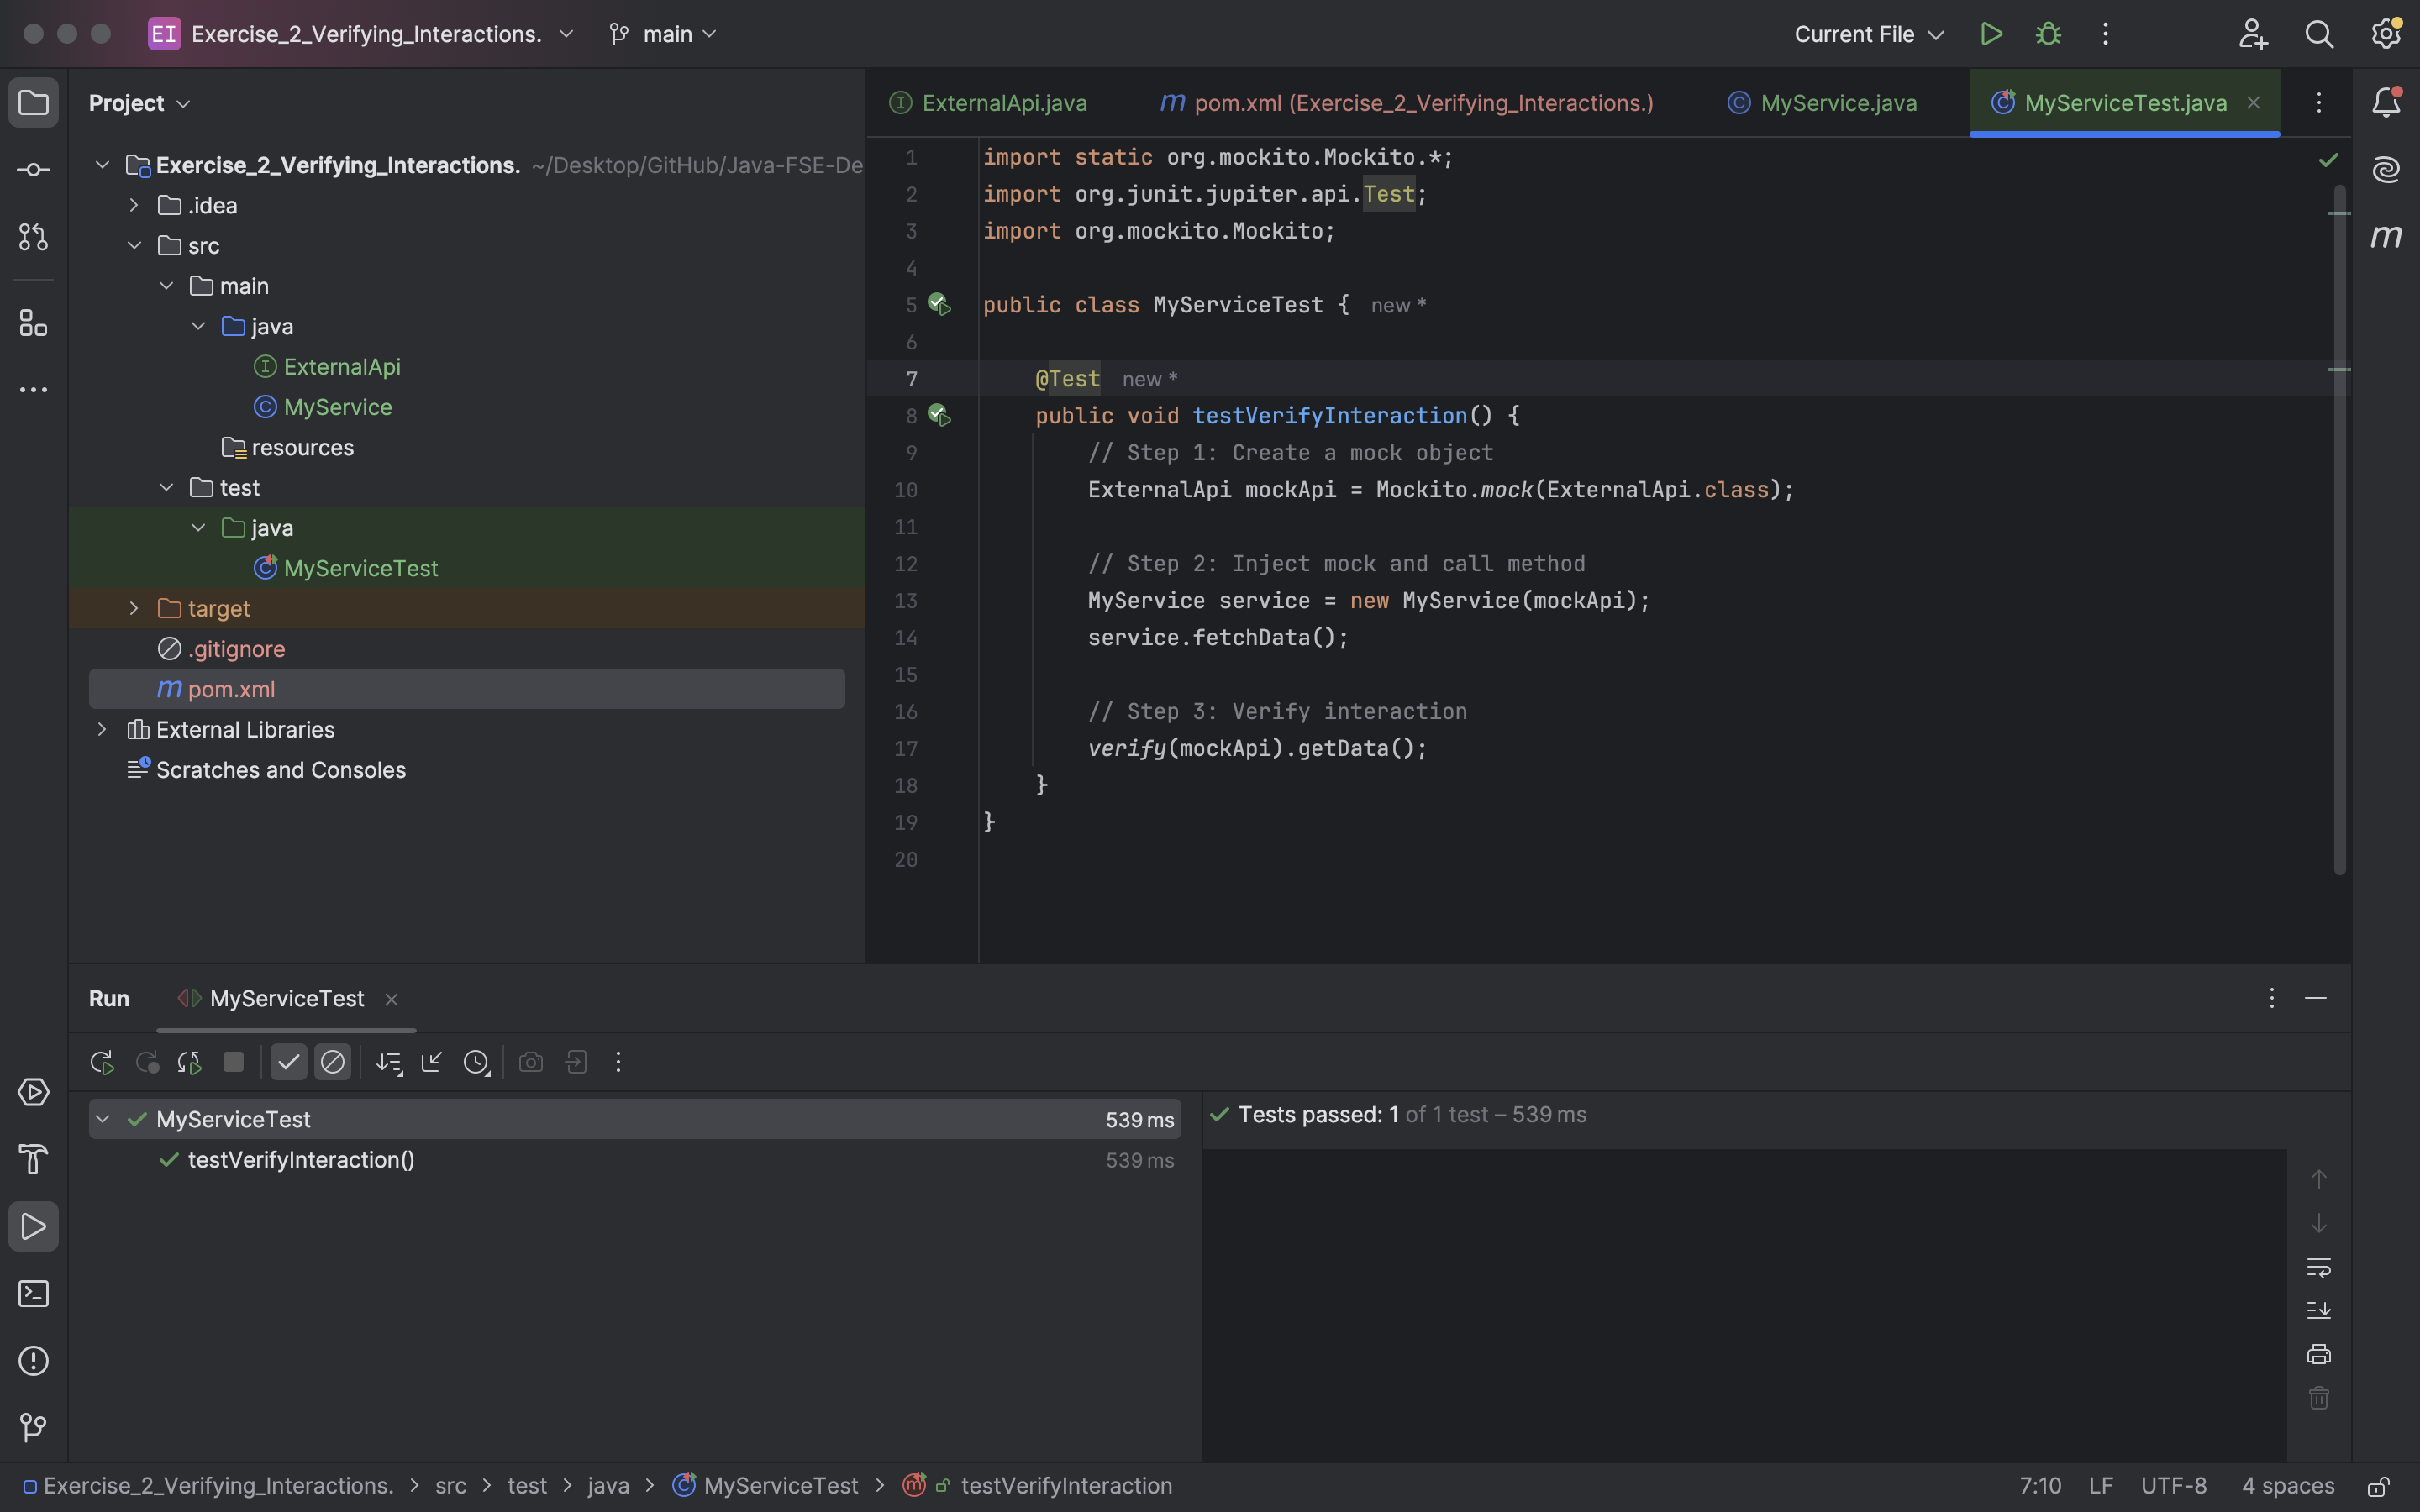 EI Exercise_2_Verifying_Interactions. main Current File
Project
Exercise_2_Verifying_Interactions. ~/Desktop/GitHub/Java-FSE-De
.idea
src
main
java
ExternalApi
MyService
resources
test
java
MyServiceTest
target
.gitignore
m pom.xml
External Libraries
Scratches and Consoles
ExternalApi.java m pom.xml (Exercise_2_Verifying_Interactions.) MyService.java MyServiceTest.java
m
1 import static org.mockito.Mockito.*;
2 import org.junit.jupiter.api.Test;
3 import org.mockito.Mockito;
4
5 public class MyServiceTest { new *
6
7 @Test new *
8 public void testVerifyInteraction() {
9 // Step 1: Create a mock object
10 ExternalApi mockApi = Mockito.mock(ExternalApi.class);
11
12 // Step 2: Inject mock and call method
13 MyService service = new MyService(mockApi);
14 service.fetchData();
15
16 // Step 3: Verify interaction
17 verify(mockApi).getData();
18 }
19 }
20
Run MyServiceTest
MyServiceTest 539 ms
testVerifyInteraction() 539 ms
Tests passed: 1 of 1 test – 539 ms
Exercise_2_Verifying_Interactions. > src > test > java > MyServiceTest > testVerifyInteraction 7:10 LF UTF-8 4 spaces